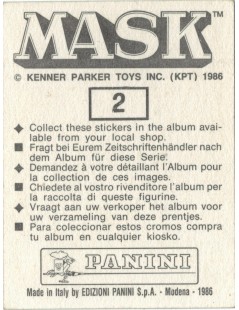 MASK™
© KENNER PARKER TOYS INC. (KPT) 1986
2
Collect these stickers in the album avai-
lable from your local shop.
Fragt bei Eurem Zeitschriftenhändler nach
dem Album für diese Serie.
Demandez à votre détaillant l'Album pour
la collection de ces images.
Chiedete al vostro rivenditore l'album per
la raccolta di queste figurine.
Vraagt aan uw verkoper het album voor
uw verzameling van deze prentjes.
Para coleccionar estos cromos compra
tu album en cualquier kiosko.
PANINI
Made in Italy by EDIZIONI PANINI S.p.A. - Modena - 1986